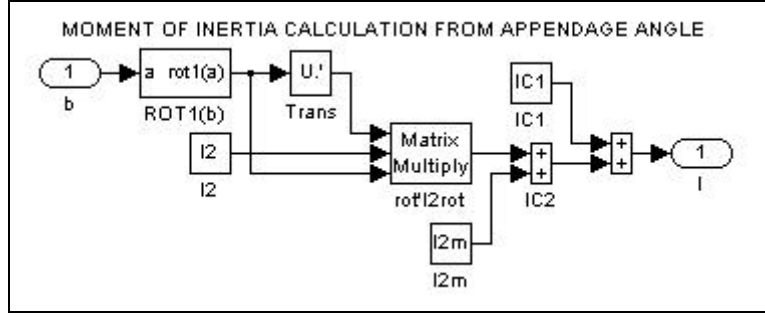 MOMENT OF INERTIA CALCULATION FROM APPENDAGE ANGLE
1
b
a rot1(a)
ROT1(b)
U.'
Trans
I2
I2
Matrix
Multiply
rot'I2rot
I2m
I2m
+
+
IC2
IC1
IC1
+
+
1
I